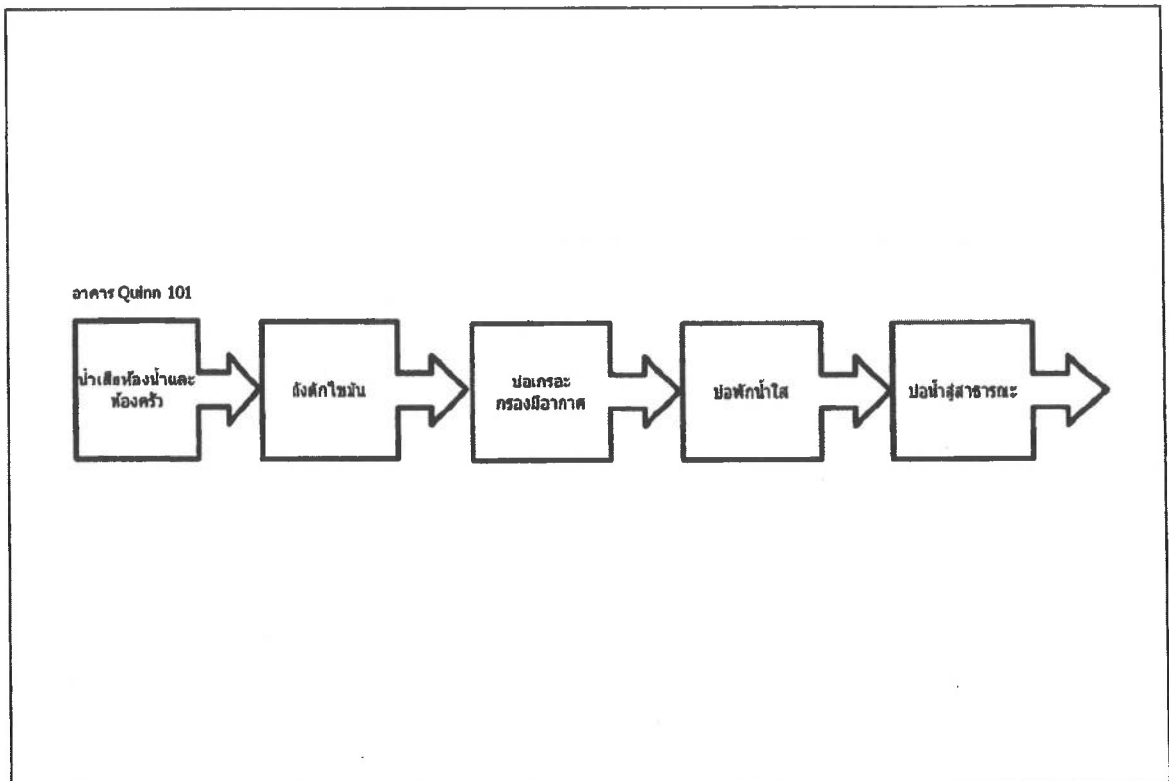 อาคาร Quinn 101
น้ำเสียห้องน้ำและ
ห้องครัว
ถังดักไขมัน
บ่อเกรอะ
กรองมีอากาศ
บ่อพักน้ำใส
บ่อน้ำสู่สาธารณะ